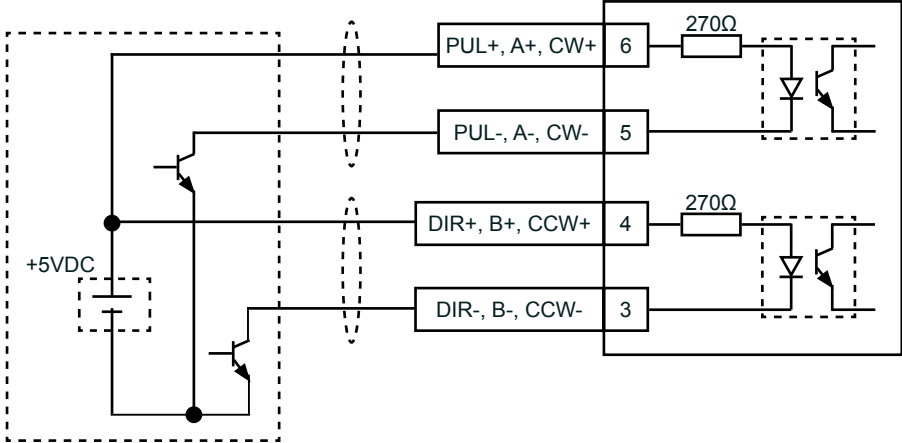 270Ω
PUL+, A+, CW+ 6
PUL-, A-, CW- 5
270Ω
DIR+, B+, CCW+ 4
+5VDC
DIR-, B-, CCW- 3